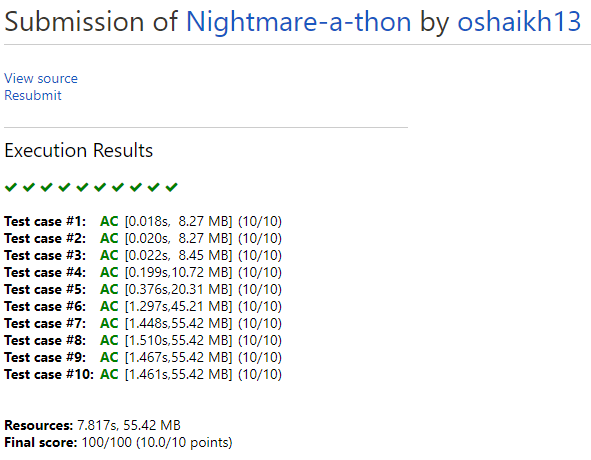 Submission of Nightmare-a-thon by oshaikh13
View source
Resubmit
Execution Results
Test case #1: AC [0.018s, 8.27 MB] (10/10)
Test case #2: AC [0.020s, 8.27 MB] (10/10)
Test case #3: AC [0.022s, 8.45 MB] (10/10)
Test case #4: AC [0.199s,10.72 MB] (10/10)
Test case #5: AC [0.376s,20.31 MB] (10/10)
Test case #6: AC [1.297s,45.21 MB] (10/10)
Test case #7: AC [1.448s,55.42 MB] (10/10)
Test case #8: AC [1.510s,55.42 MB] (10/10)
Test case #9: AC [1.467s,55.42 MB] (10/10)
Test case #10: AC [1.461s,55.42 MB] (10/10)
Resources: 7.817s, 55.42 MB
Final score: 100/100 (10.0/10 points)